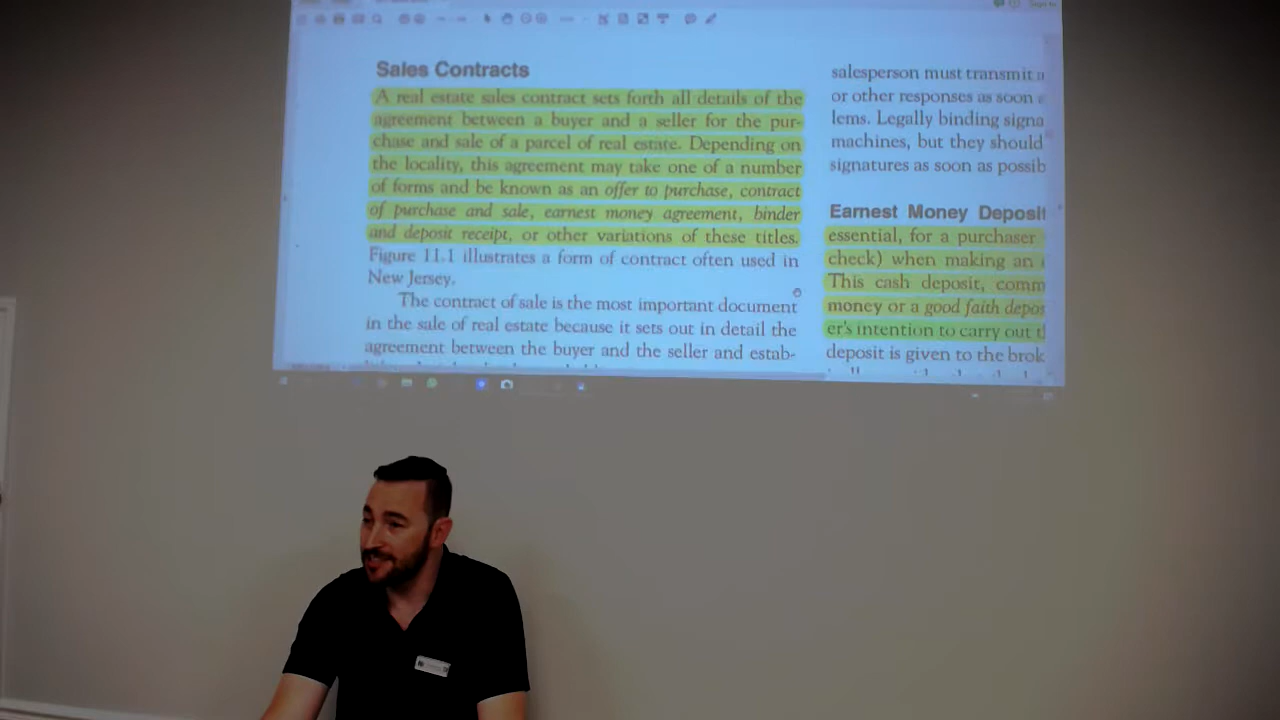 Sign In
Sales Contracts
A real estate sales contract sets forth all details of the
agreement between a buyer and a seller for the pur-
chase and sale of a parcel of real estate. Depending on
the locality, this agreement may take one of a number
of forms and be known as an offer to purchase, contract
of purchase and sale, earnest money agreement, binder
and deposit receipt, or other variations of these titles.
Figure 11.1 illustrates a form of contract often used in
New Jersey.
The contract of sale is the most important document
in the sale of real estate because it sets out in detail the
agreement between the buyer and the seller and estab-
salesperson must transmit
or other responses as soon
lems. Legally binding signa
machines, but they should
signatures as soon as possib
Earnest Money Deposit
essential, for a purchaser
check) when making an
This cash deposit, comm
money or a good faith depos
er's intention to carry out t
deposit is given to the brok